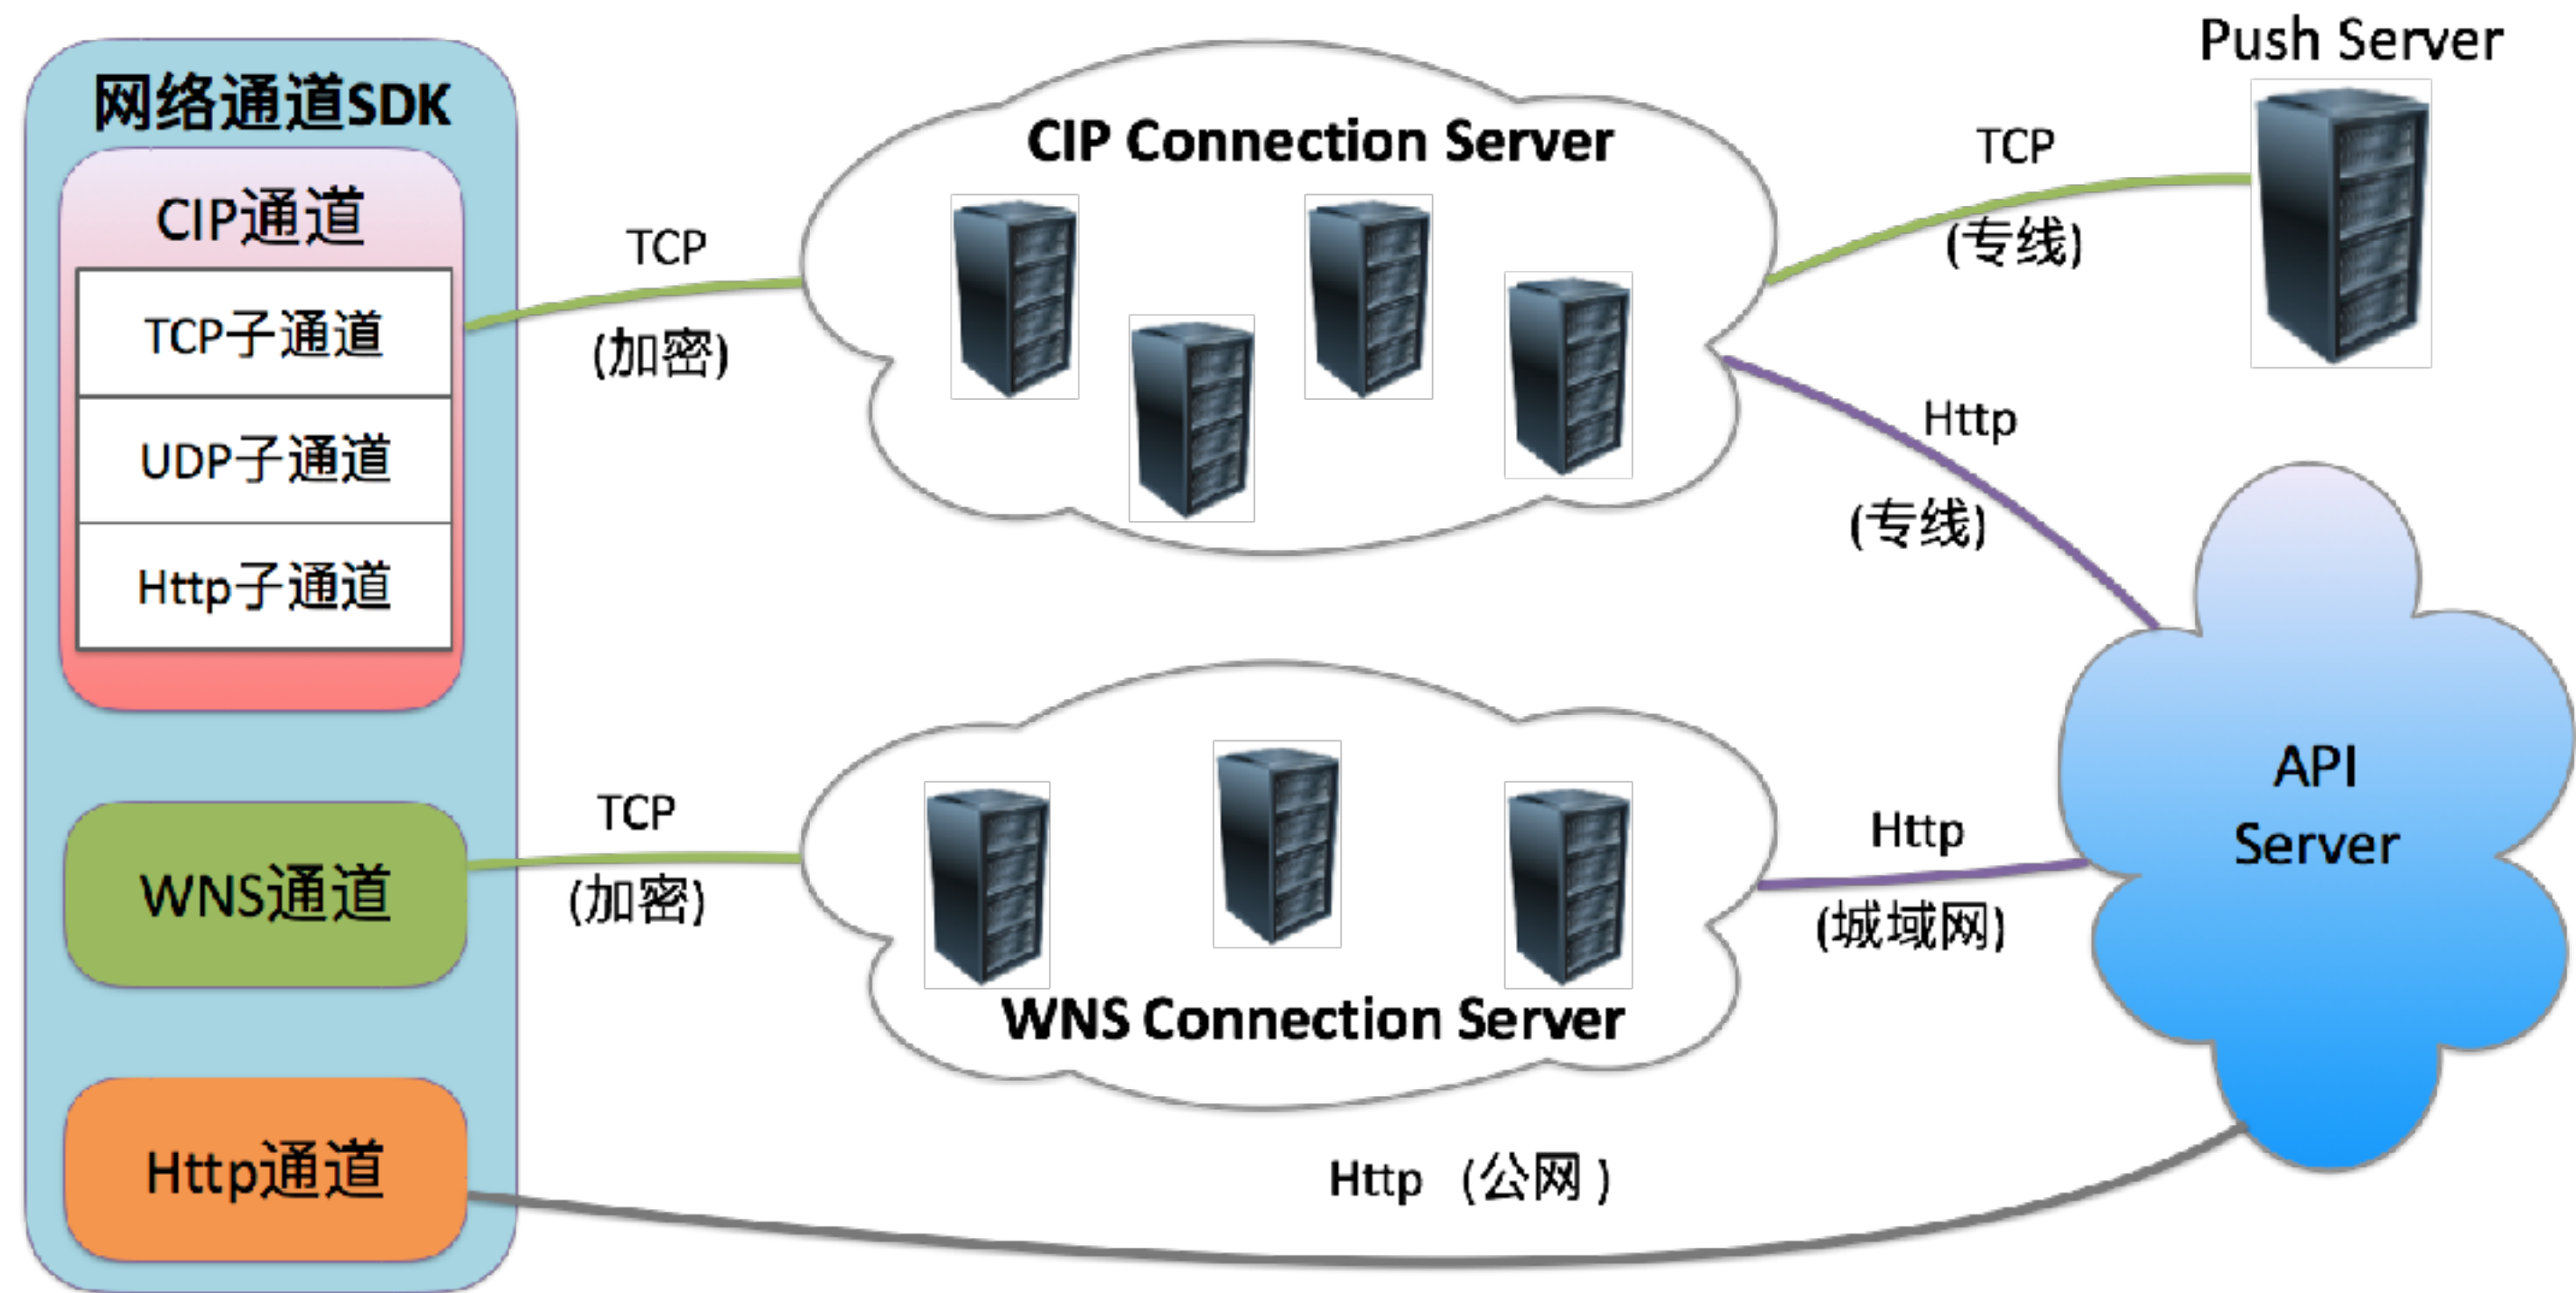 Push Server
网络通道SDK
CIP Connection Server
TCP
(专线)
CIP通道
TCP
(加密)
TCP子通道
UDP子通道
Http子通道
Http
(专线)
API
Server
TCP
(加密)
WNS通道
Http
(城域网)
WNS Connection Server
Http通道
Http (公网)